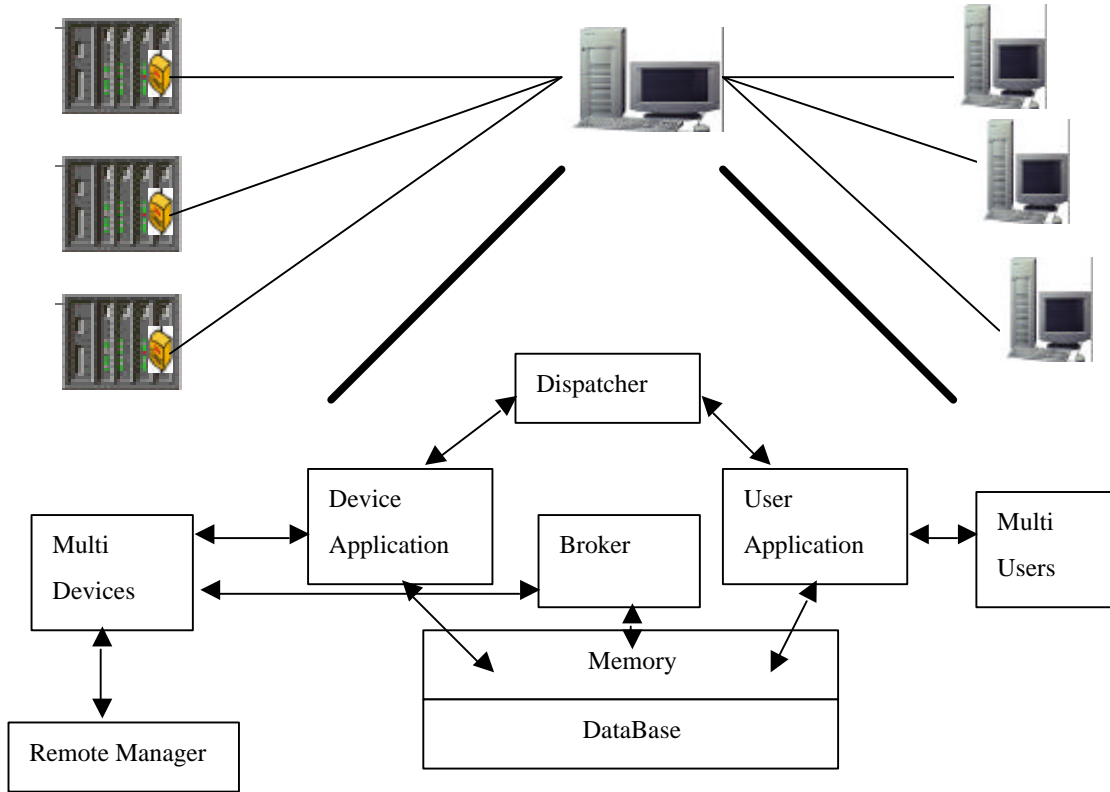 Dispatcher
Device
Application
User
Application
Multi
Devices
Broker
Multi
Users
Memory
DataBase
Remote Manager